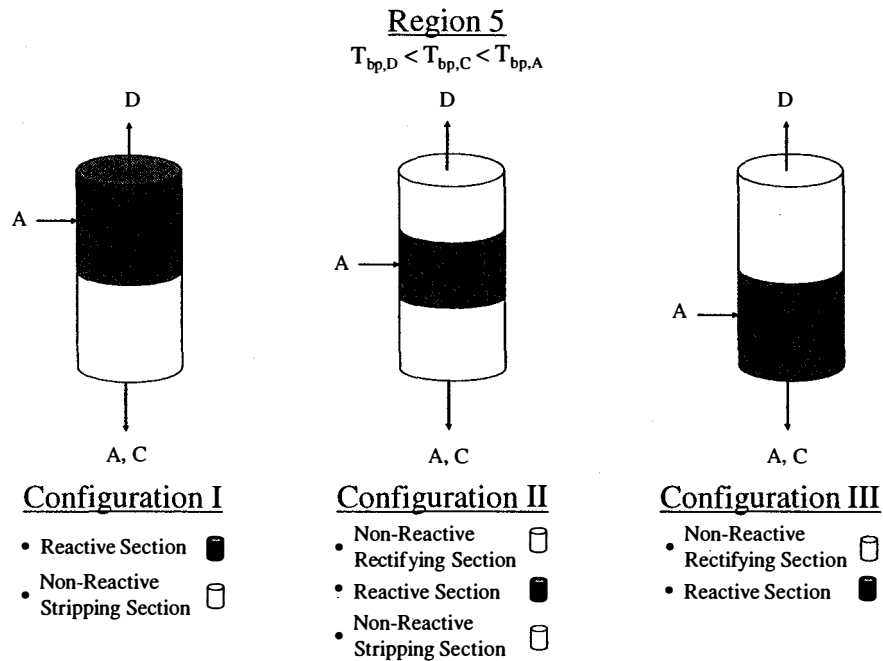 Region 5
T_bp,D < T_bp,C < T_bp,A
D
A
A, C
Configuration I
• Reactive Section
• Non-Reactive
Stripping Section
D
A
A, C
Configuration II
• Non-Reactive
Rectifying Section
• Reactive Section
• Non-Reactive
Stripping Section
D
A
A, C
Configuration III
• Non-Reactive
Rectifying Section
• Reactive Section